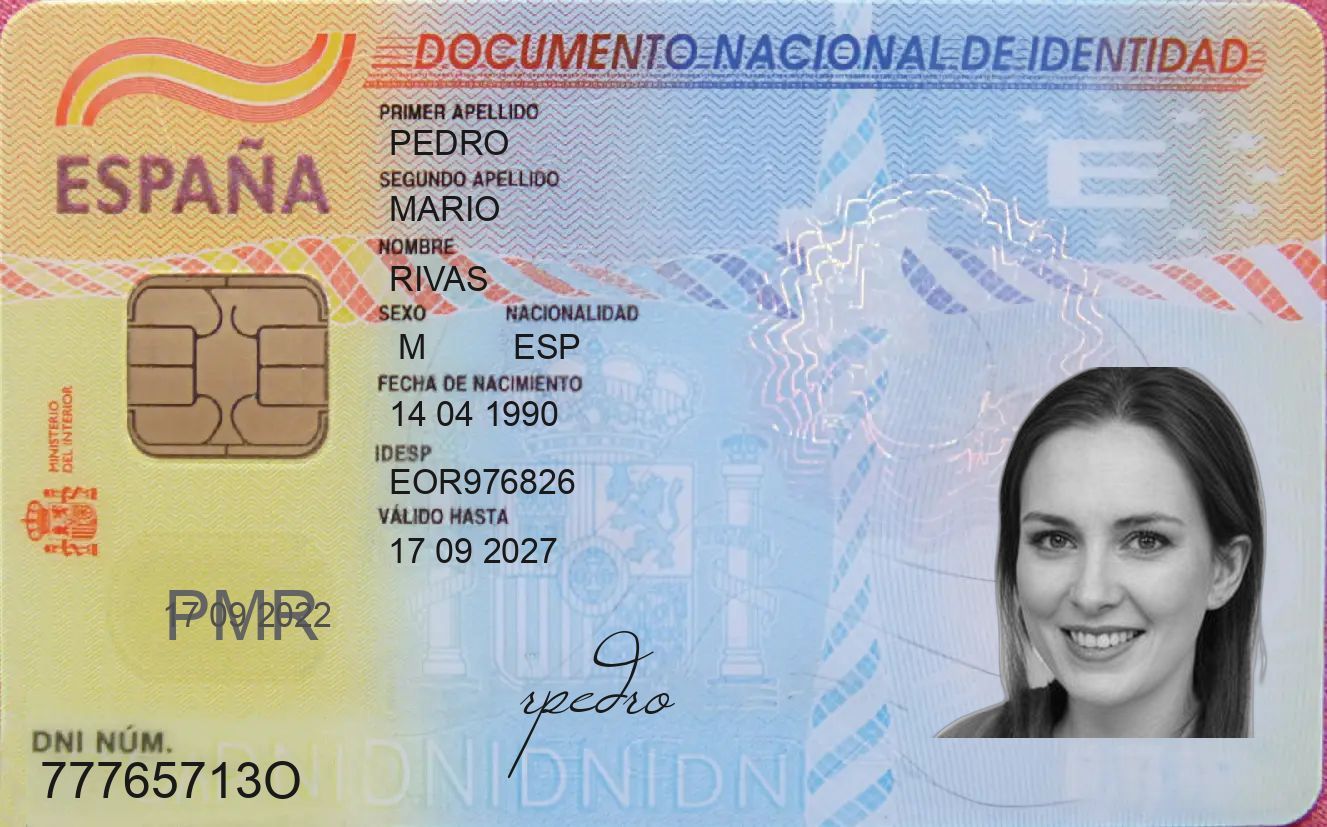 DOCUMENTO NACIONAL DE IDENTIDAD
ESPAÑA
PRIMER APELLIDO
PEDRO
SEGUNDO APELLIDO
MARIO
NOMBRE
RIVAS
SEXO NACIONALIDAD
M ESP
FECHA DE NACIMIENTO
14 04 1990
IDESP
EOR976826
VÁLIDO HASTA
17 09 2027
MINISTERIO
DEL INTERIOR
E
PMR
17 09 2022
rpedro
DNI NÚM.
77765713O
DNIDNIDNIDNI